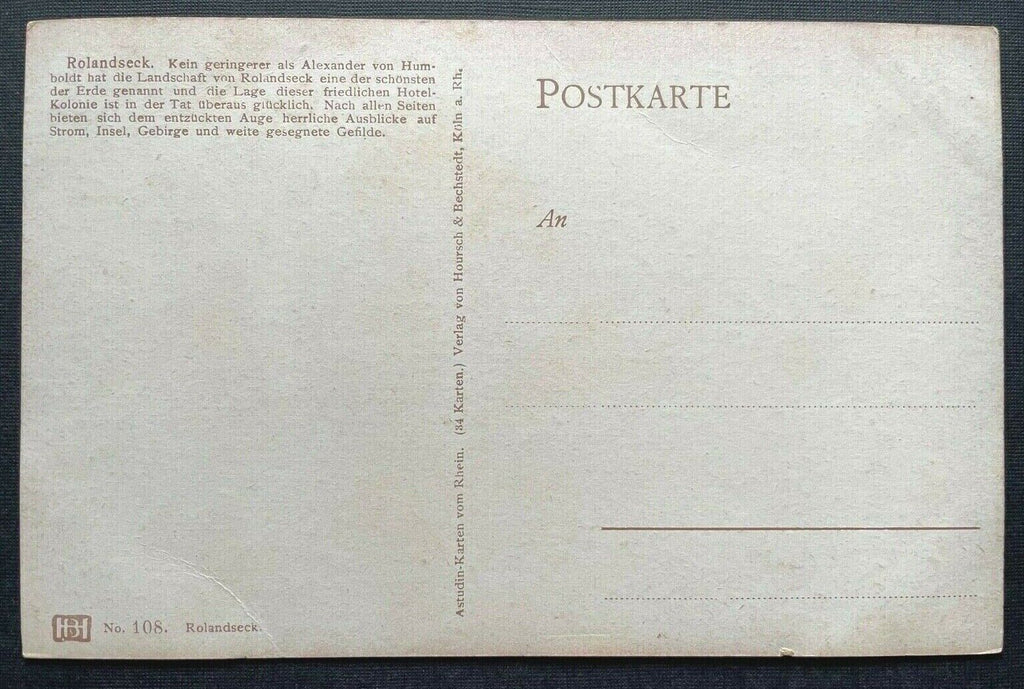 Rolandseck. Kein geringerer als Alexander von Hum-
boldt hat die Landschaft von Rolandseck eine der schönsten
der Erde genannt und die Lage dieser friedlichen Hotel-
Kolonie ist in der Tat überaus glücklich. Nach allen Seiten
bieten sich dem entzückten Auge herrliche Ausblicke auf
Strom, Insel, Gebirge und weite gesegnete Gefilde.
Astudin-Karten vom Rhein. (34 Karten.) Verlag von Hoursch & Bechstedt, Köln a. Rh.
POSTKARTE
An
HB No. 108. Rolandseck.